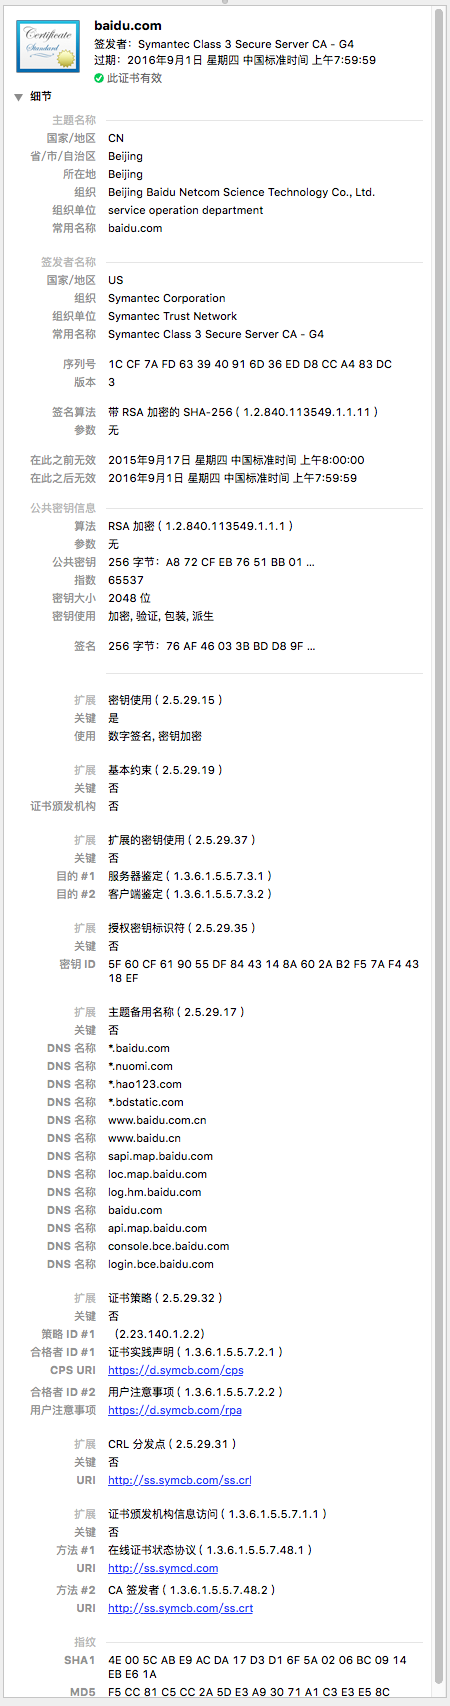 Certificate
Standard
baidu.com
签发者：Symantec Class 3 Secure Server CA - G4
过期：2016年9月1日 星期四 中国标准时间 上午7:59:59
此证书有效
细节
主题名称
国家/地区 CN
省/市/自治区 Beijing
所在地 Beijing
组织 Beijing Baidu Netcom Science Technology Co., Ltd.
组织单位 service operation department
常用名称 baidu.com
签发者名称
国家/地区 US
组织 Symantec Corporation
组织单位 Symantec Trust Network
常用名称 Symantec Class 3 Secure Server CA - G4
序列号 1C CF 7A FD 63 39 40 91 6D 36 ED D8 CC A4 83 DC
版本 3
签名算法 带 RSA 加密的 SHA-256 ( 1.2.840.113549.1.1.11 )
参数 无
在此之前无效 2015年9月17日 星期四 中国标准时间 上午8:00:00
在此之后无效 2016年9月1日 星期四 中国标准时间 上午7:59:59
公共密钥信息
算法 RSA 加密 ( 1.2.840.113549.1.1.1 )
参数 无
公共密钥 256 字节：A8 72 CF EB 76 51 BB 01 ...
指数 65537
密钥大小 2048 位
密钥使用 加密, 验证, 包装, 派生
签名 256 字节：76 AF 46 03 3B BD D8 9F ...
扩展 密钥使用 ( 2.5.29.15 )
关键 是
使用 数字签名, 密钥加密
扩展 基本约束 ( 2.5.29.19 )
关键 否
证书颁发机构 否
扩展 扩展的密钥使用 ( 2.5.29.37 )
关键 否
目的 #1 服务器鉴定 ( 1.3.6.1.5.5.7.3.1 )
目的 #2 客户端鉴定 ( 1.3.6.1.5.5.7.3.2 )
扩展 授权密钥标识符 ( 2.5.29.35 )
关键 否
密钥 ID 5F 60 CF 61 90 55 DF 84 43 14 8A 60 2A B2 F5 7A F4 43
18 EF
扩展 主题备用名称 ( 2.5.29.17 )
关键 否
DNS 名称 *.baidu.com
DNS 名称 *.nuomi.com
DNS 名称 *.hao123.com
DNS 名称 *.bdstatic.com
DNS 名称 www.baidu.com.cn
DNS 名称 www.baidu.cn
DNS 名称 sapi.map.baidu.com
DNS 名称 loc.map.baidu.com
DNS 名称 log.hm.baidu.com
DNS 名称 baidu.com
DNS 名称 api.map.baidu.com
DNS 名称 console.bce.baidu.com
DNS 名称 login.bce.baidu.com
扩展 证书策略 ( 2.5.29.32 )
关键 否
策略 ID #1 （2.23.140.1.2.2）
合格者 ID #1 证书实践声明 ( 1.3.6.1.5.5.7.2.1 )
CPS URI https://d.symcb.com/cps
合格者 ID #2 用户注意事项 ( 1.3.6.1.5.5.7.2.2 )
用户注意事项 https://d.symcb.com/rpa
扩展 CRL 分发点 ( 2.5.29.31 )
关键 否
URI http://ss.symcb.com/ss.crl
扩展 证书颁发机构信息访问 ( 1.3.6.1.5.5.7.1.1 )
关键 否
方法 #1 在线证书状态协议 ( 1.3.6.1.5.5.7.48.1 )
URI http://ss.symcd.com
方法 #2 CA 签发者 ( 1.3.6.1.5.5.7.48.2 )
URI http://ss.symcb.com/ss.crt
指纹
SHA1 4E 00 5C AB E9 AC DA 17 D3 D1 6F 5A 02 06 BC 09 14
EB E6 1A
MD5 F5 CC 81 C5 CC 2A 5D E3 A9 30 71 A1 C3 E3 E5 8C